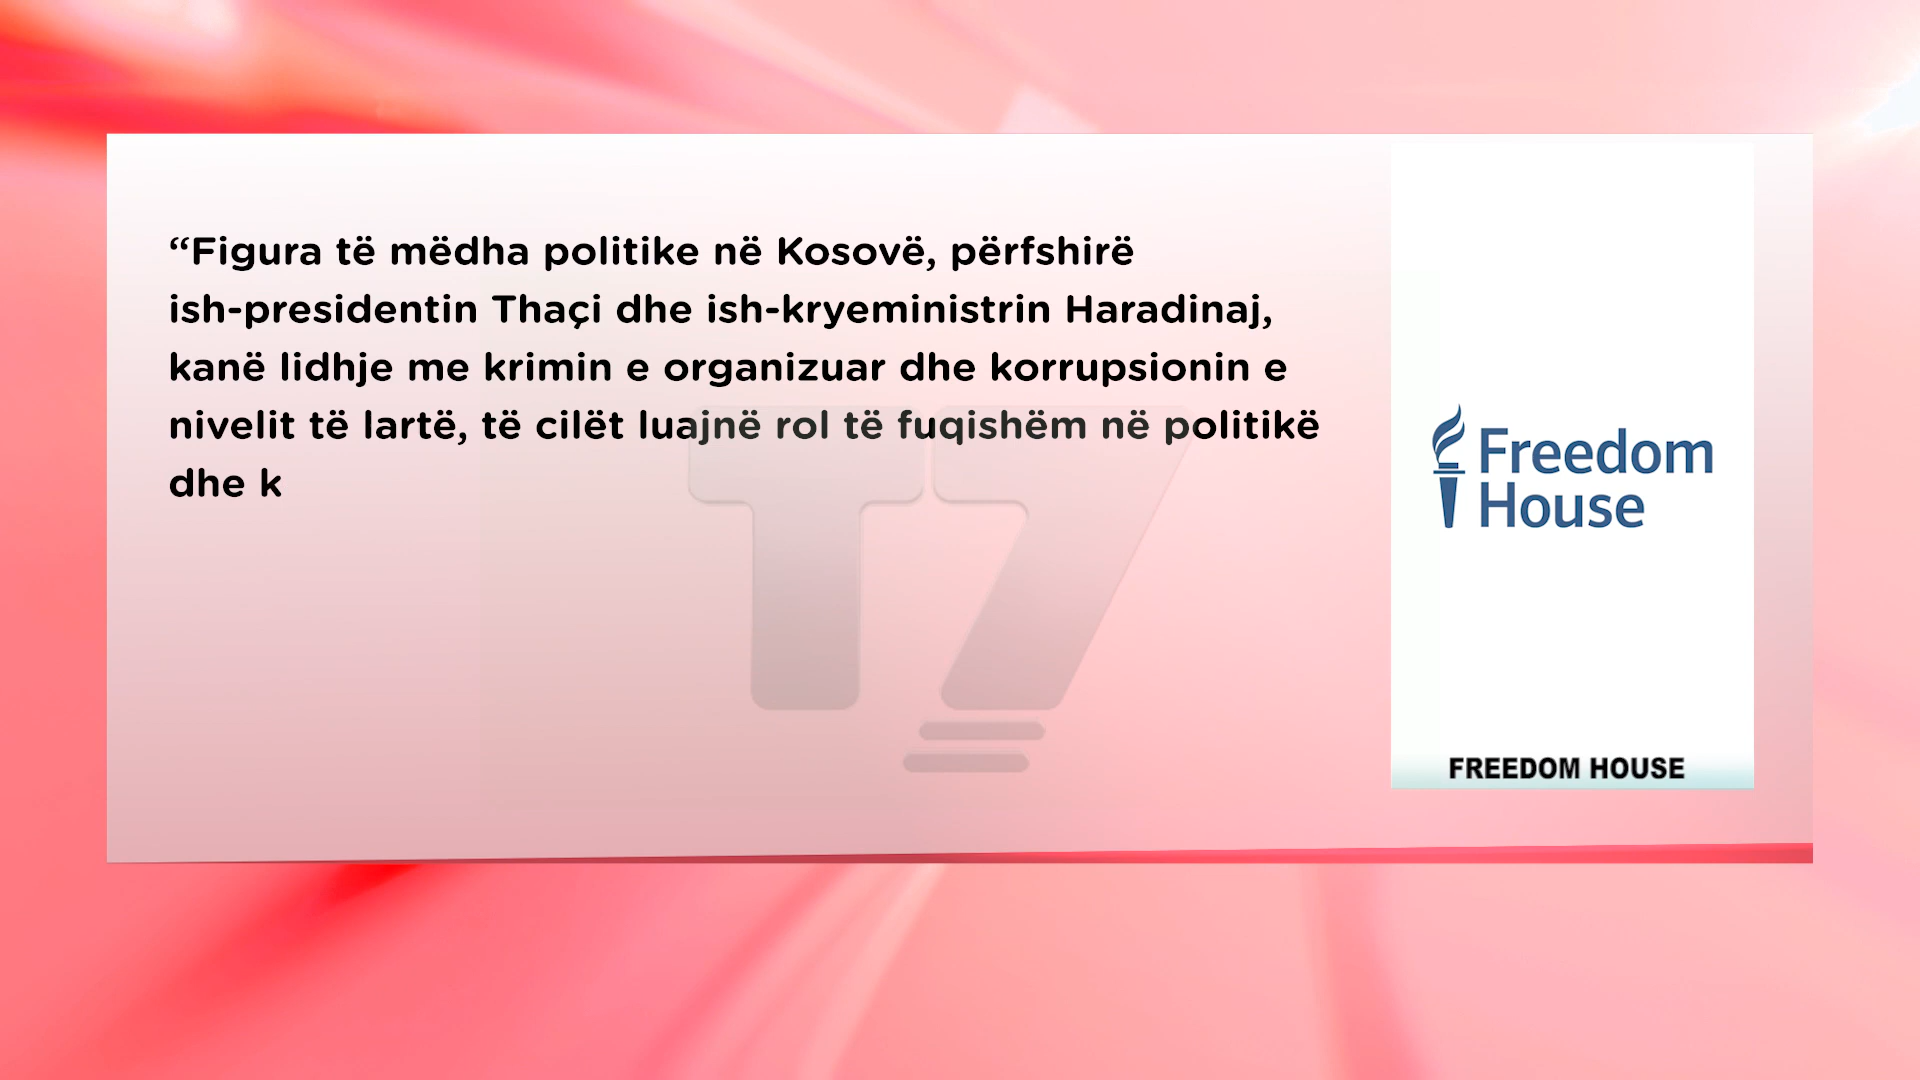 “Figura të mëdha politike në Kosovë, përfshirë
ish-presidentin Thaçi dhe ish-kryeministrin Haradinaj,
kanë lidhje me krimin e organizuar dhe korrupsionin e
nivelit të lartë, të cilët luajnë rol të fuqishëm në politikë
dhe k
T7
Freedom
House
FREEDOM HOUSE